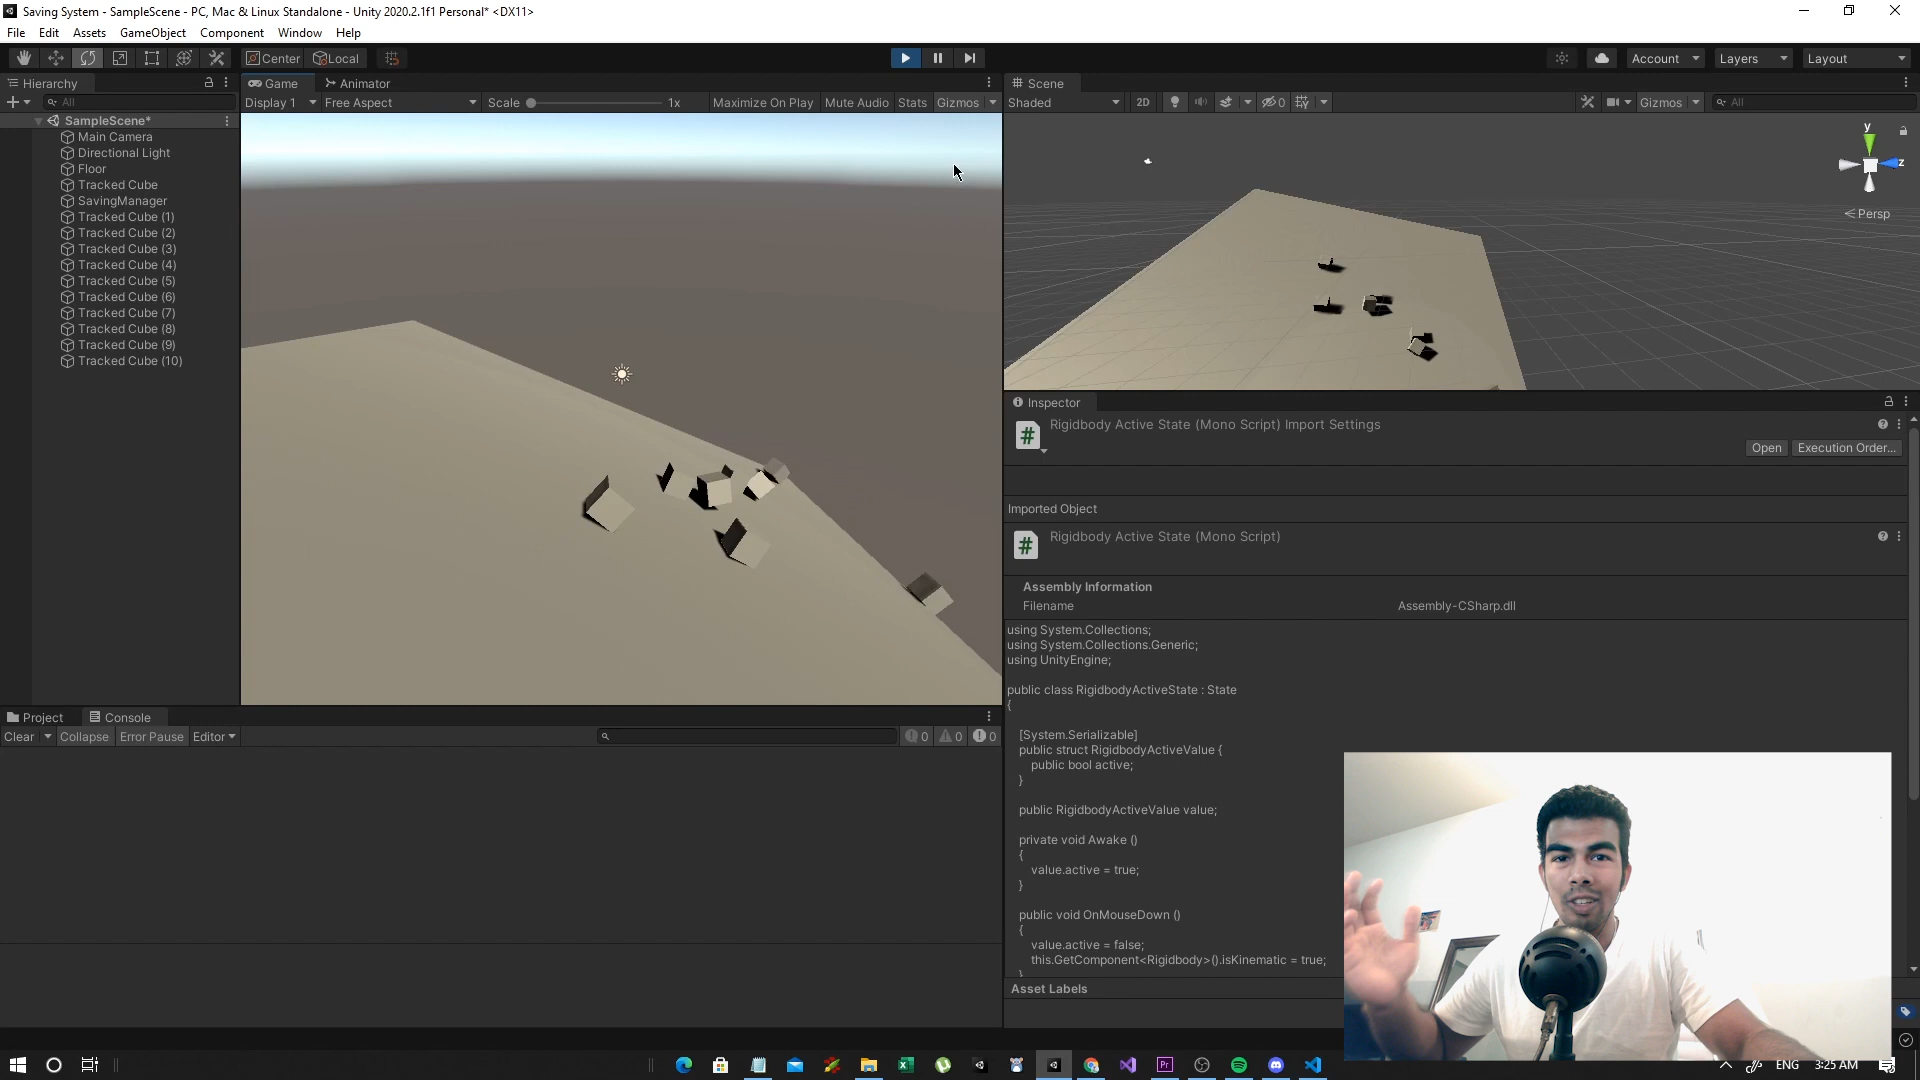 Saving System - SampleScene - PC, Mac & Linux Standalone - Unity 2020.2.1f1 Personal* <DX11>
File Edit Assets GameObject Component Window Help
Center Local Account Layers Layout
Hierarchy
All
SampleScene*
Main Camera
Directional Light
Floor
Tracked Cube
SavingManager
Tracked Cube (1)
Tracked Cube (2)
Tracked Cube (3)
Tracked Cube (4)
Tracked Cube (5)
Tracked Cube (6)
Tracked Cube (7)
Tracked Cube (8)
Tracked Cube (9)
Tracked Cube (10)
Game Animator
Display 1 Free Aspect Scale 1x Maximize On Play Mute Audio Stats Gizmos
Scene
Shaded 2D 0 Gizmos All
y
z
< Persp
Inspector
Rigidbody Active State (Mono Script) Import Settings
Open Execution Order...
Imported Object
Rigidbody Active State (Mono Script)
Assembly Information
Filename Assembly-CSharp.dll
using System.Collections;
using System.Collections.Generic;
using UnityEngine;
public class RigidbodyActiveState : State
{
[System.Serializable]
public struct RigidbodyActiveValue {
public bool active;
}
public RigidbodyActiveValue value;
private void Awake ()
{
value.active = true;
}
public void OnMouseDown ()
{
value.active = false;
this.GetComponent<Rigidbody>().isKinematic = true;
}
Asset Labels
Project Console
Clear Collapse Error Pause Editor 0 0 0
ENG 3:25 AM